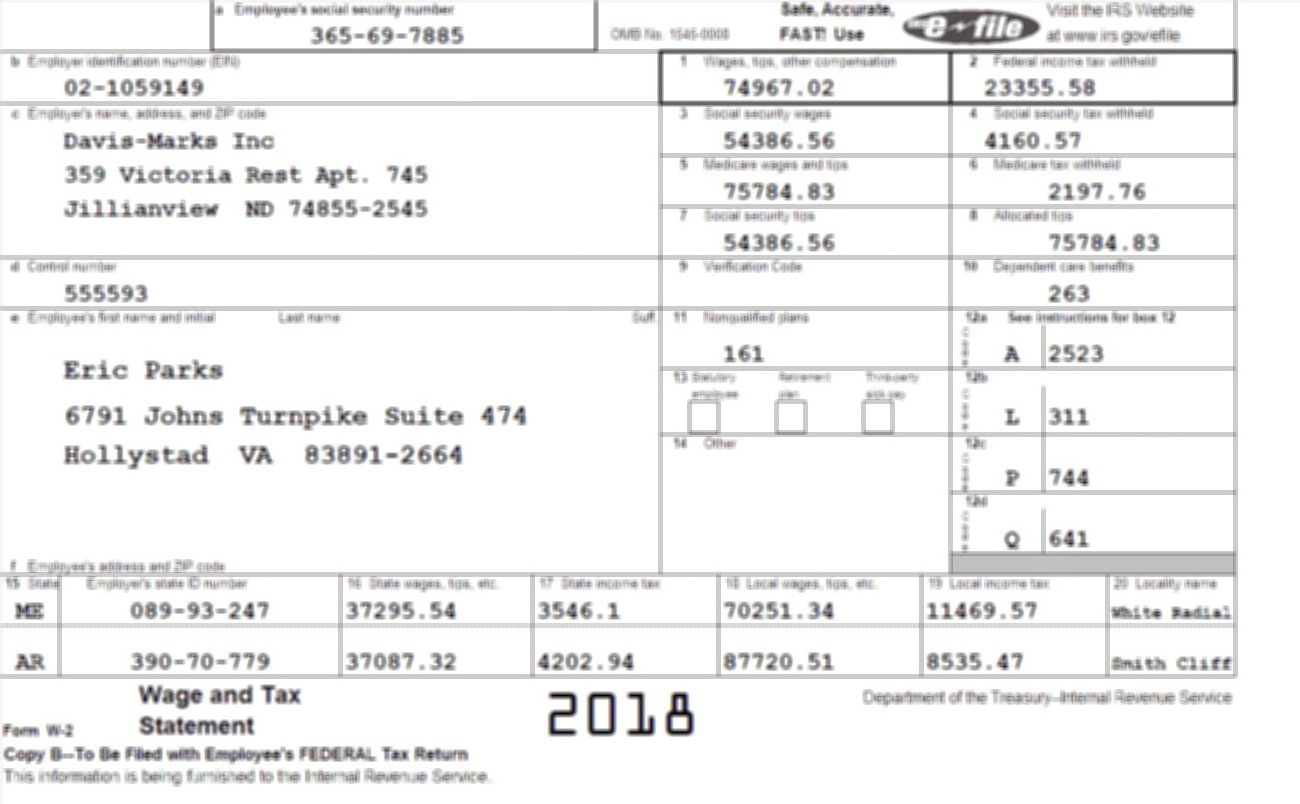 a Employee's social security number
365-69-7885
OMB No. 1545-0008
Safe, Accurate,
FAST! Use
e-file
Visit the IRS Website
at www.irs.gov/efile
b Employer identification number (EIN)
02-1059149
1 Wages, tips, other compensation
74967.02
2 Federal income tax withheld
23355.58
c Employer's name, address, and ZIP code
Davis-Marks Inc
359 Victoria Rest Apt. 745
Jillianview ND 74855-2545
3 Social security wages
54386.56
4 Social security tax withheld
4160.57
5 Medicare wages and tips
75784.83
6 Medicare tax withheld
2197.76
7 Social security tips
54386.56
8 Allocated tips
75784.83
d Control number
555593
9 Verification Code
10 Dependent care benefits
263
e Employee's first name and initial Last name Suff.
Eric Parks
6791 Johns Turnpike Suite 474
Hollystad VA 83891-2664
11 Nonqualified plans
161
12a See instructions for box 12
Code
A 2523
13 Statutory employee
Retirement plan
Third-party sick pay
12b
Code
L 311
14 Other
12c
Code
P 744
12d
Code
Q 641
f Employee's address and ZIP code
15 State Employer's state ID number 16 State wages, tips, etc. 17 State income tax 18 Local wages, tips, etc. 19 Local income tax 20 Locality name
ME 089-93-247 37295.54 3546.1 70251.34 11469.57 White Radial
AR 390-70-779 37087.32 4202.94 87720.51 8535.47 Smith Cliff
Form W-2
Wage and Tax
Statement
2018
Department of the Treasury--Internal Revenue Service
Copy B--To Be Filed with Employee's FEDERAL Tax Return
This information is being furnished to the Internal Revenue Service.